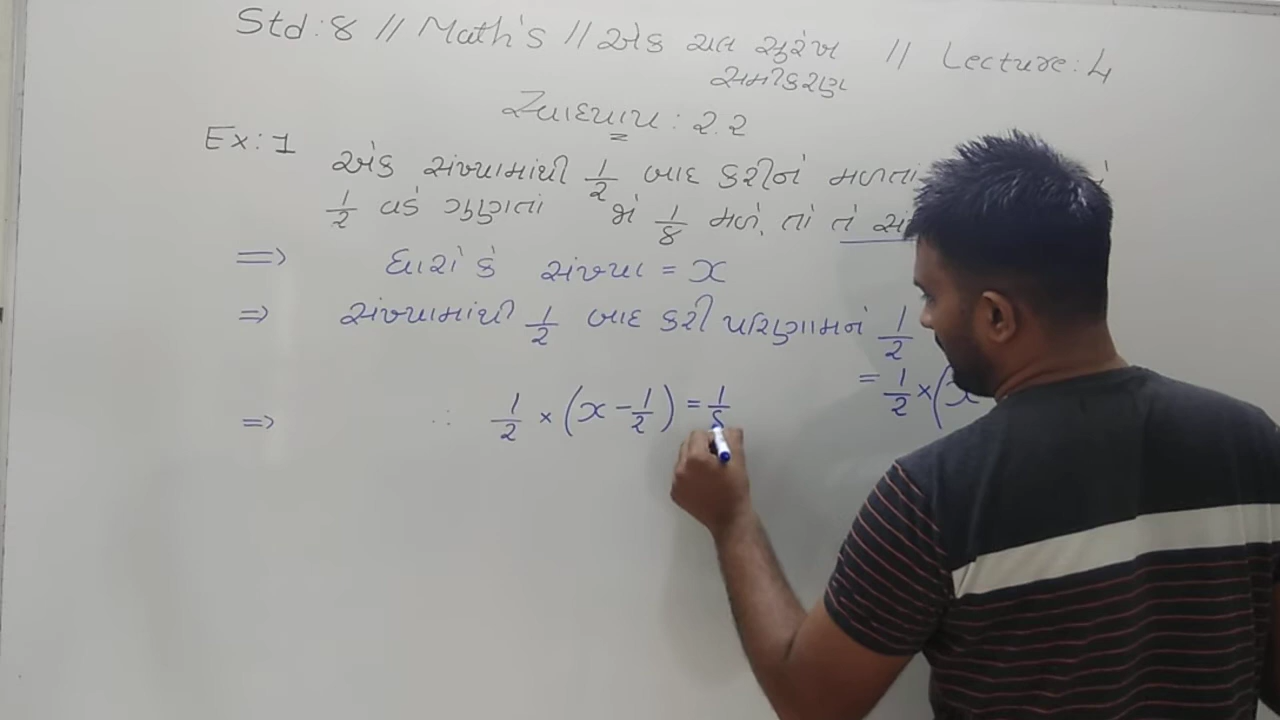 Std: 8 // Math's // એક ચલ સુરેખ // Lecture: 4
સમીકરણ
સ્વાધ્યાય : ૨.૨
Ex: 1 એક સંખ્યામાંથી 1/2 બાદ કરીને મળતાં
1/2 વડે ગુણતાં જે 1/8 મળે, તો તે
=> ધારો કે સંખ્યા = x
=> સંખ્યામાંથી 1/2 બાદ કરી પરિણામને 1/2
= 1/2 × (x
=> ∴ 1/2 × (x - 1/2) = 1/8